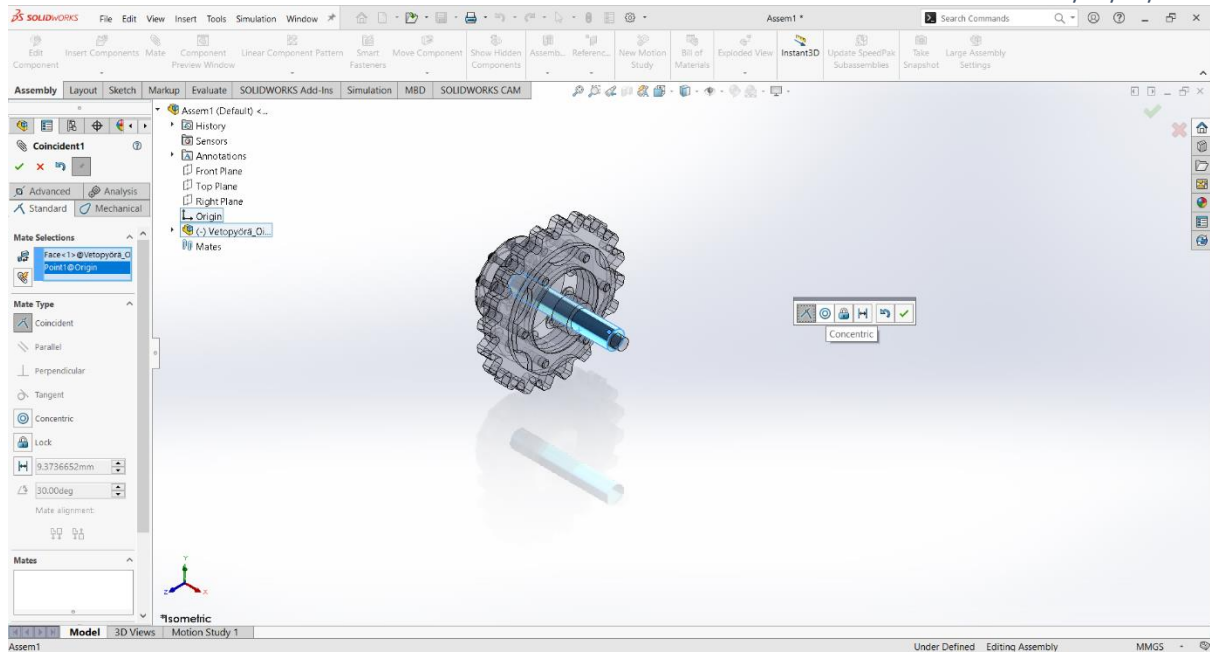 SOLIDWORKS File Edit View Insert Tools Simulation Window Assem1 * Search Commands
Edit Component Insert Components Mate Component Preview Window Linear Component Pattern Smart Fasteners Move Component Show Hidden Components Assemb... Referenc... New Motion Study Bill of Materials Exploded View Instant3D Update SpeedPak Subassemblies Take Snapshot Large Assembly Settings
Assembly Layout Sketch Markup Evaluate SOLIDWORKS Add-Ins Simulation MBD SOLIDWORKS CAM
Assem1 (Default) <...
History
Sensors
Annotations
Front Plane
Top Plane
Right Plane
Origin
(-) Vetopyörä_Oi...
Mates
Coincident1
Advanced Analysis
Standard Mechanical
Mate Selections
Face<1>@Vetopyörä_O
Point1@Origin
Mate Type
Coincident
Parallel
Perpendicular
Tangent
Concentric
Lock
9.3736652mm
30.00deg
Mate alignment:
Mates
Concentric
Y
Z
X
*Isometric
Model 3D Views Motion Study 1
Assem1 Under Defined Editing Assembly MMGS -